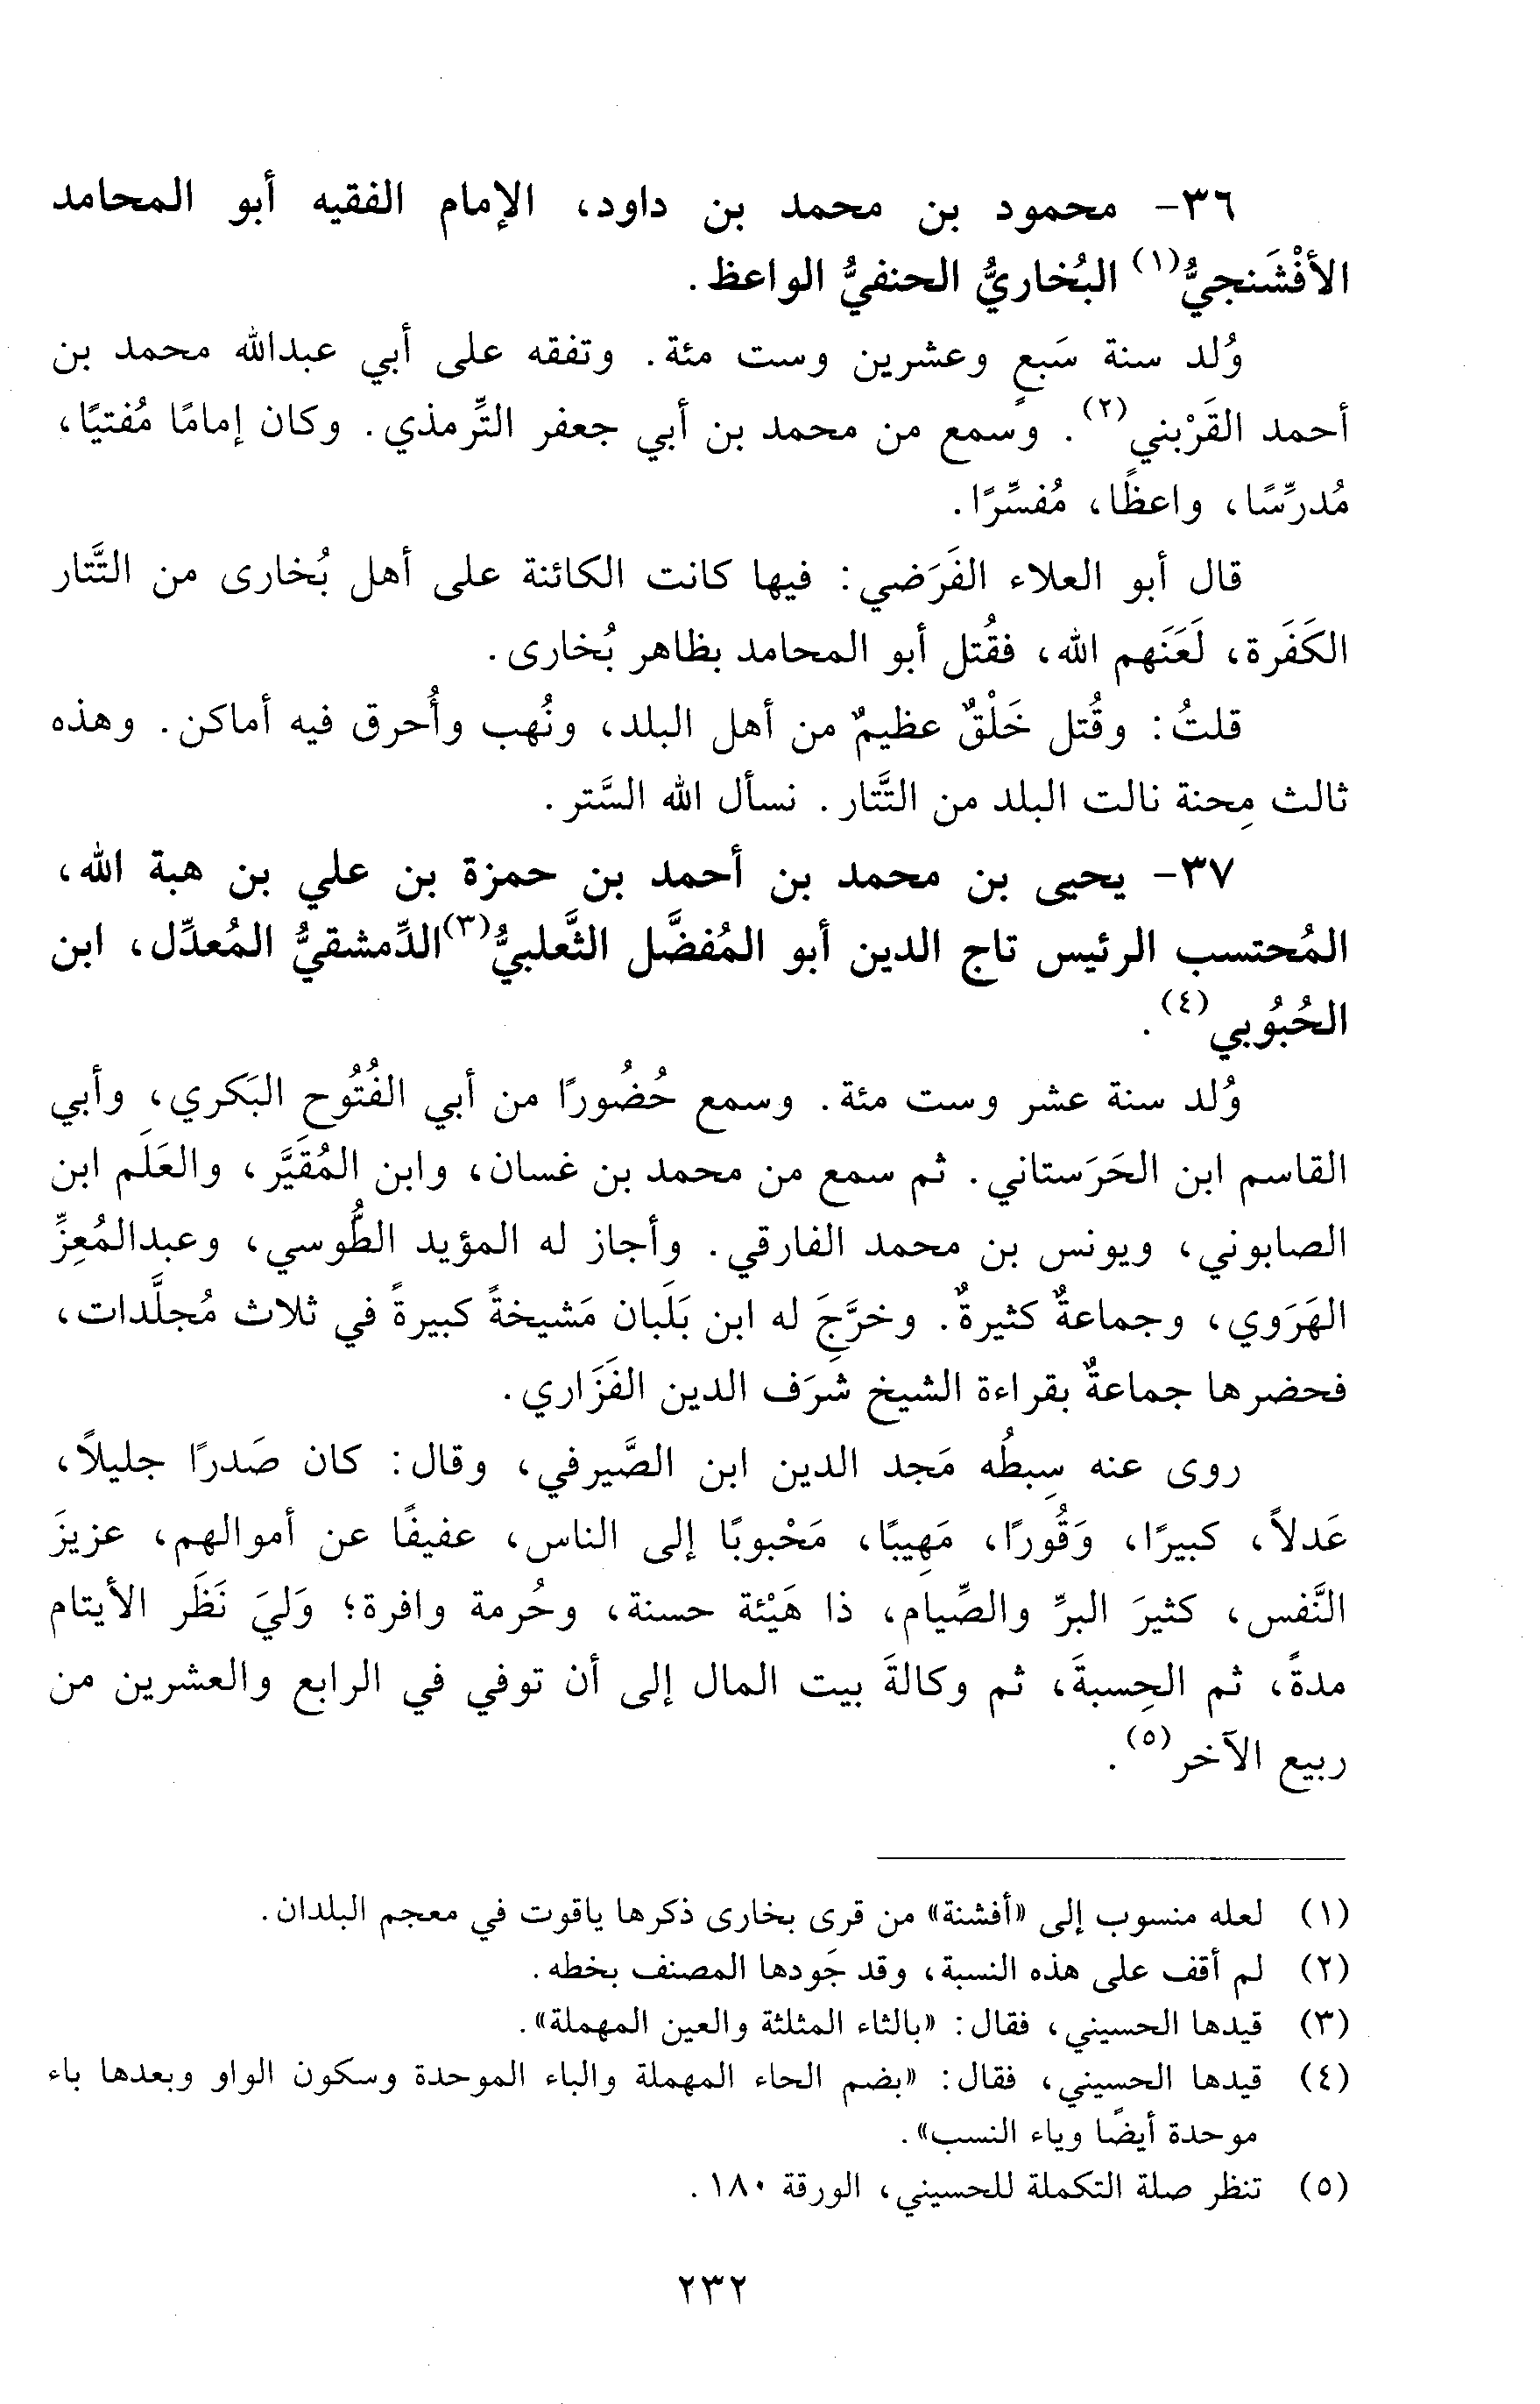 ٣٦- محمود بن محمد بن داود، الإمام الفقيه أبو المحامد
الأفْشَنجيُّ(١) البُخاريُّ الحنفيُّ الواعظ.
وُلد سنة سَبعٍ وعشرين وست مئة. وتفقه على أبي عبدالله محمد بن
أحمد القَرْبني(٢). وسمع من محمد بن أبي جعفر التِّرمذي. وكان إمامًا مُفتيًا،
مُدرِّسًا، واعظًا، مُفسِّرًا.
قال أبو العلاء الفَرَضي: فيها كانت الكائنة على أهل بُخارى من التَّتار
الكَفَرة، لَعَنَهم الله، فقُتل أبو المحامد بظاهر بُخارى.
قلتُ: وقُتل خَلْقٌ عظيمٌ من أهل البلد، ونُهب وأُحرق فيه أماكن. وهذه
ثالث مِحنة نالت البلد من التَّتار. نسأل الله السَّتر.
٣٧- يحيى بن محمد بن أحمد بن حمزة بن علي بن هبة الله،
المُحتسب الرئيس تاج الدين أبو المُفضَّل الثَّعلبيُّ(٣)الدِّمشقيُّ المُعدِّل، ابن
الحُبُوبي(٤).
وُلد سنة عشر وست مئة. وسمع حُضُورًا من أبي الفُتُوح البَكري، وأبي
القاسم ابن الحَرَستاني. ثم سمع من محمد بن غسان، وابن المُقَيَّر، والعَلَم ابن
الصابوني، ويونس بن محمد الفارقي. وأجاز له المؤيد الطُّوسي، وعبدالمُعِزِّ
الهَرَوي، وجماعةٌ كثيرةٌ. وخرَّجَ له ابن بَلَبان مَشيخةً كبيرةً في ثلاث مُجلَّدات،
فحضرها جماعةٌ بقراءة الشيخ شَرَف الدين الفَزَاري.
روى عنه سِبطُه مَجد الدين ابن الصَّيرفي، وقال: كان صَدرًا جليلاً،
عَدلاً، كبيرًا، وَقُورًا، مَهِيبًا، مَحْبوبًا إلى الناس، عفيفًا عن أموالهم، عزيزَ
النَّفس، كثيرَ البرِّ والصِّيام، ذا هَيْئة حسنة، وحُرمة وافرة؛ وَليَ نَظَر الأيتام
مدةً، ثم الحِسبةَ، ثم وكالةَ بيت المال إلى أن توفي في الرابع والعشرين من
ربيع الآخر(٥).
(١) لعله منسوب إلى «أفشنة» من قرى بخارى ذكرها ياقوت في معجم البلدان.
(٢) لم أقف على هذه النسبة، وقد جَودها المصنف بخطه.
(٣) قيدها الحسيني، فقال: «بالثاء المثلثة والعين المهملة».
(٤) قيدها الحسيني، فقال: «بضم الحاء المهملة والباء الموحدة وسكون الواو وبعدها باء
موحدة أيضًا وياء النسب».
(٥) تنظر صلة التكملة للحسيني، الورقة ١٨٠.
٢٣٢